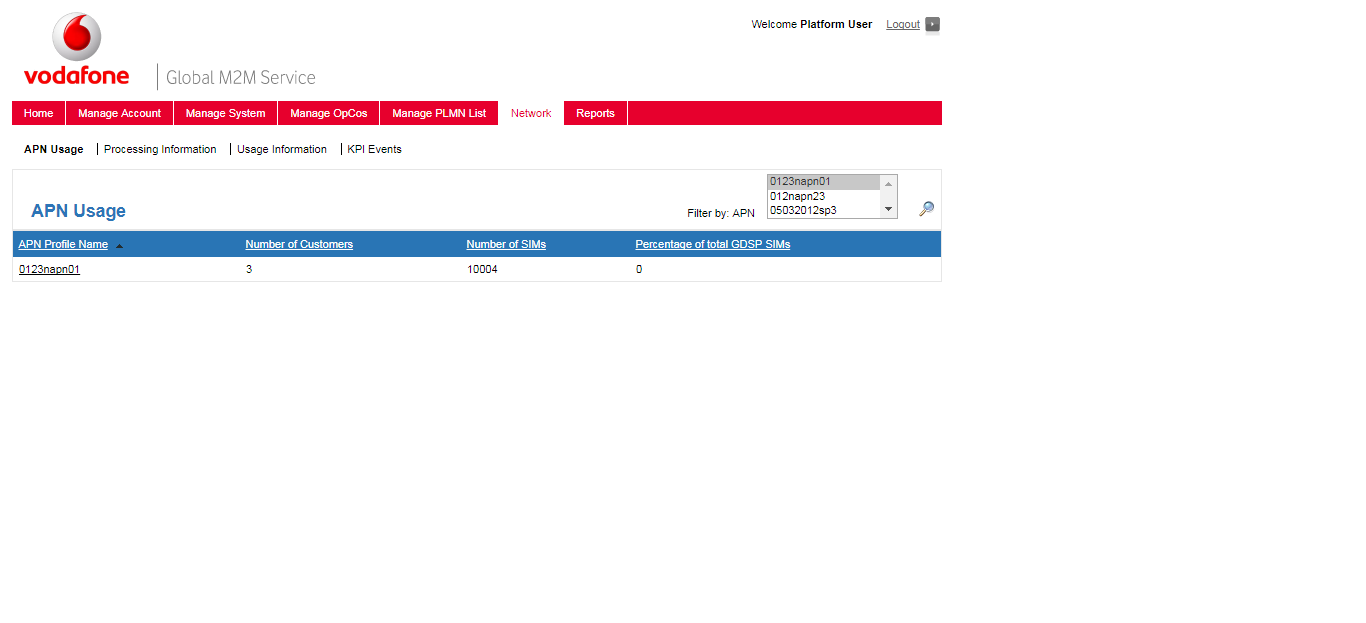 Welcome Platform User Logout
vodafone Global M2M Service
Home Manage Account Manage System Manage OpCos Manage PLMN List Network Reports
APN Usage Processing Information Usage Information KPI Events
APN Usage
Filter by: APN
0123napn01
012napn23
05032012sp3
APN Profile Name Number of Customers Number of SIMs Percentage of total GDSP SIMs
0123napn01 3 10004 0